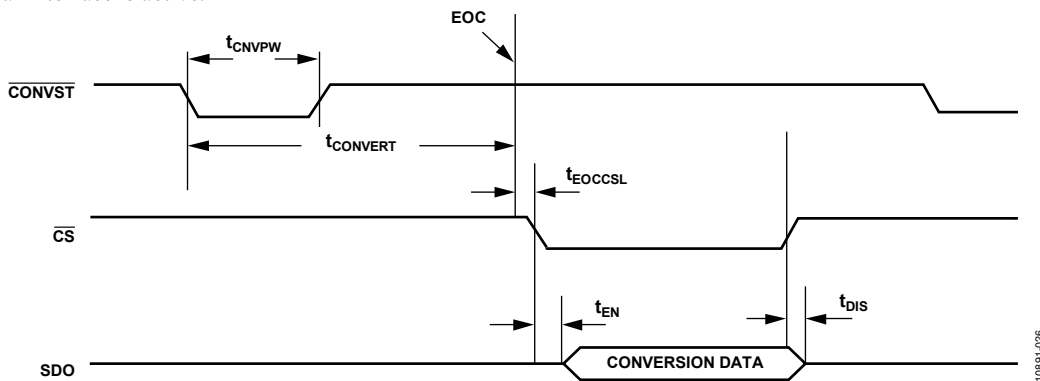 EOC
tCNVPW
CONVST
tCONVERT
tEOCCSL
CS
tEN
tDIS
SDO
CONVERSION DATA
10891-026